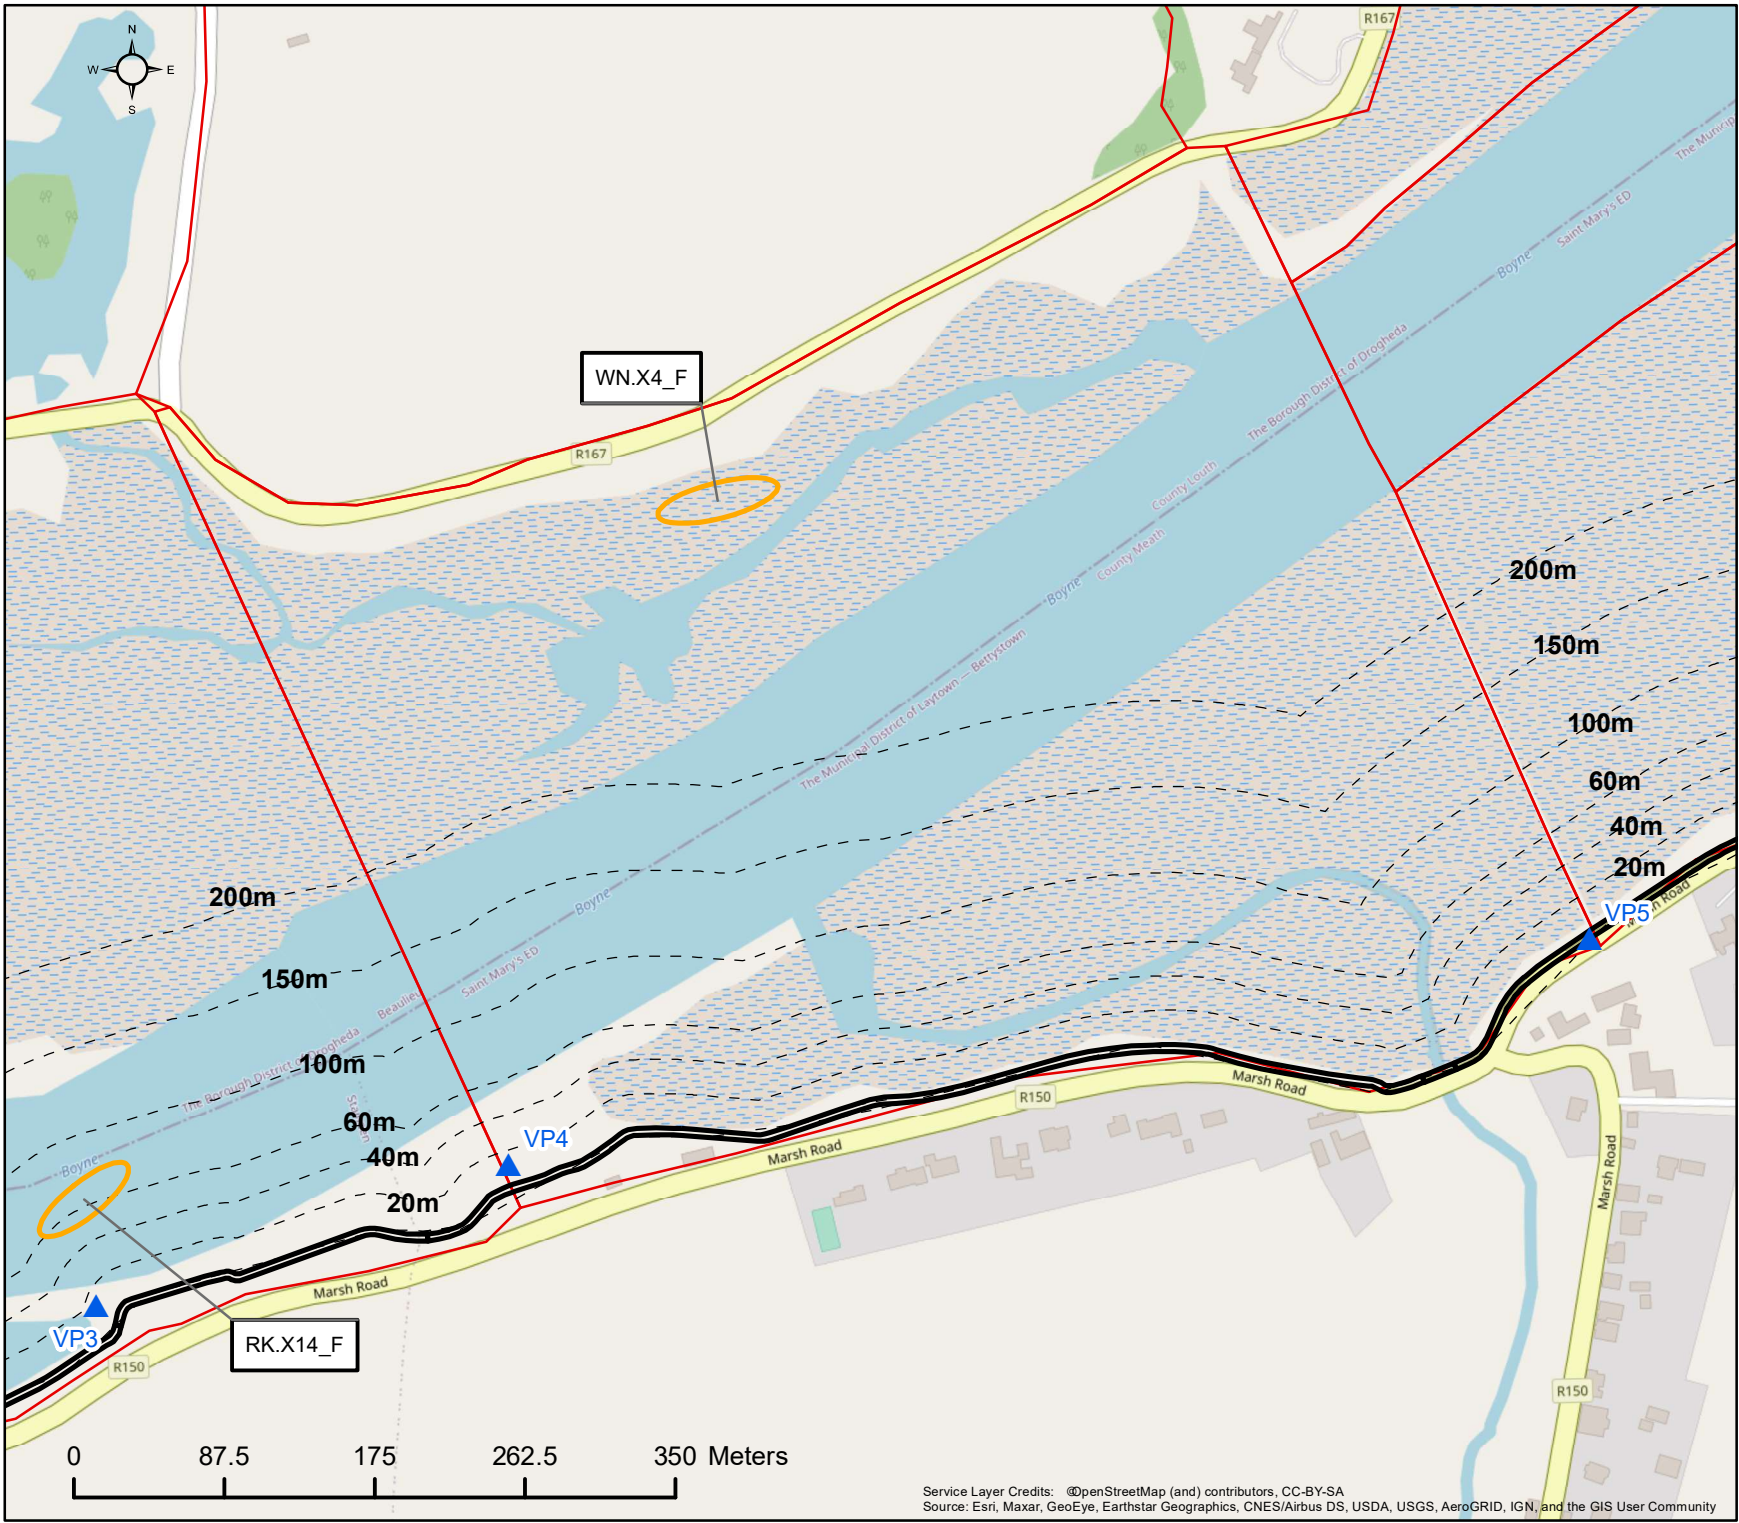 R167
N
W E
S
The Municip
Saint Mary's ED
Boyne
The Borough District of Drogheda
WN.X4_F
R167
County Louth
County Meath
Boyne
200m
The Municipal District of Laytown — Bettystown
150m
100m
60m
40m
20m
200m
Boyne
VP5
Saint Mary's ED
150m
Beaulieu
The Borough District of Drogheda
100m
Marsh Road
R150
60m
VP4
40m
Marsh Road
Boyne
Marsh Road
20m
Marsh Road
VP3
RK.X14_F
R150
R150
0 87.5 175 262.5 350 Meters
Service Layer Credits: ©OpenStreetMap (and) contributors, CC-BY-SA
Source: Esri, Maxar, GeoEye, Earthstar Geographics, CNES/Airbus DS, USDA, USGS, AeroGRID, IGN, and the GIS User Community